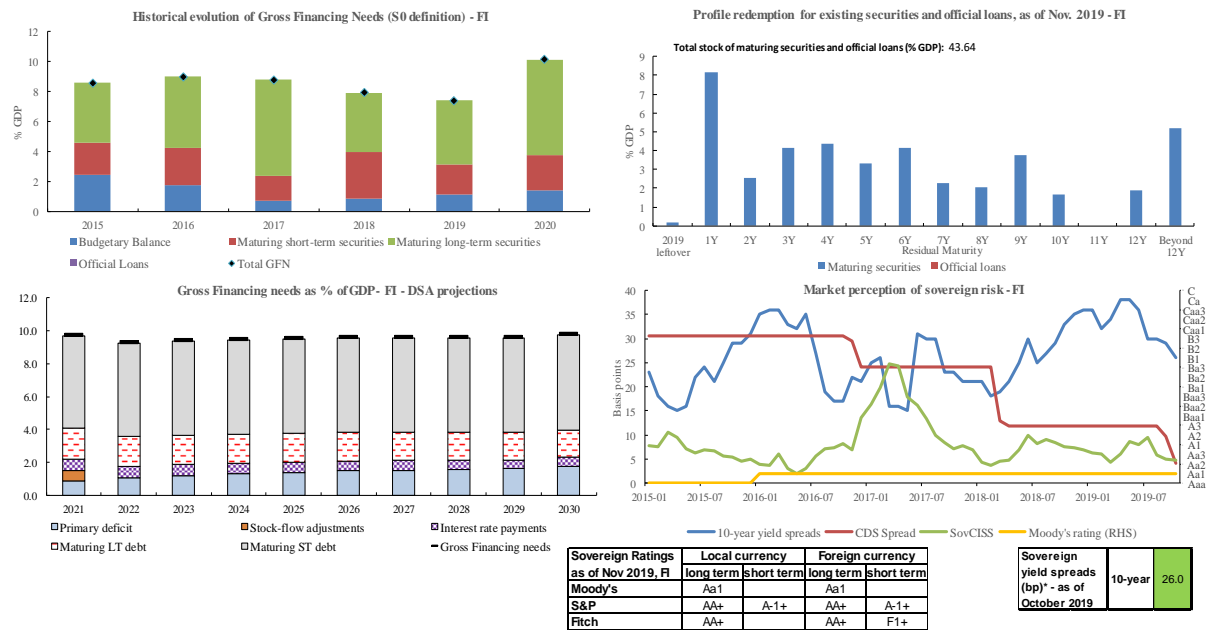 Historical evolution of Gross Financing Needs (S0 definition) - FI
12
10
8
6
4
2
0
% GDP
2015 2016 2017 2018 2019 2020
Budgetary Balance Maturing short-term securities Maturing long-term securities
Official Loans Total GFN
Profile redemption for existing securities and official loans, as of Nov. 2019 - FI
Total stock of maturing securities and official loans (% GDP): 43.64
9
8
7
6
5
4
3
2
1
0
% GDP
2019 leftover 1Y 2Y 3Y 4Y 5Y 6Y 7Y 8Y 9Y 10Y 11Y 12Y Beyond 12Y
Residual Maturity
Maturing securities Official loans
Gross Financing needs as % of GDP - FI - DSA projections
12.0
10.0
8.0
6.0
4.0
2.0
0.0
2021 2022 2023 2024 2025 2026 2027 2028 2029 2030
Primary deficit Stock-flow adjustments Interest rate payments
Maturing LT debt Maturing ST debt Gross Financing needs
Market perception of sovereign risk - FI
40
35
30
25
20
15
10
5
0
Basis points
C
Ca
Caa3
Caa2
Caa1
B3
B2
B1
Ba3
Ba2
Ba1
Baa3
Baa2
Baa1
A3
A2
A1
Aa3
Aa2
Aa1
Aaa
2015-01 2015-07 2016-01 2016-07 2017-01 2017-07 2018-01 2018-07 2019-01 2019-07
10-year yield spreads CDS Spread SovCISS Moody's rating (RHS)
Sovereign Ratings Local currency Foreign currency
as of Nov 2019, FI long term short term long term short term
Moody's Aa1 Aa1
S&P AA+ A-1+ AA+ A-1+
Fitch AA+ AA+ F1+
Sovereign
yield spreads 10-year 26.0
(bp)* - as of
October 2019